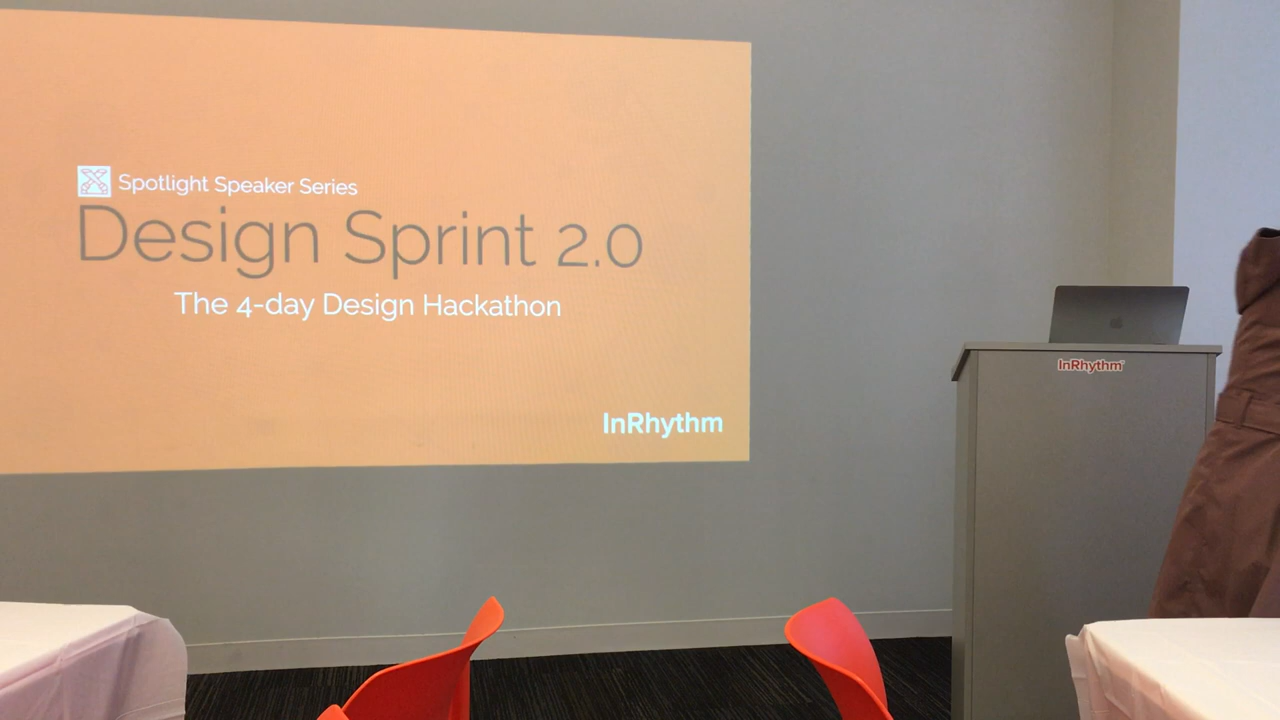 Spotlight Speaker Series
Design Sprint 2.0
The 4-day Design Hackathon
InRhythm
InRhythm